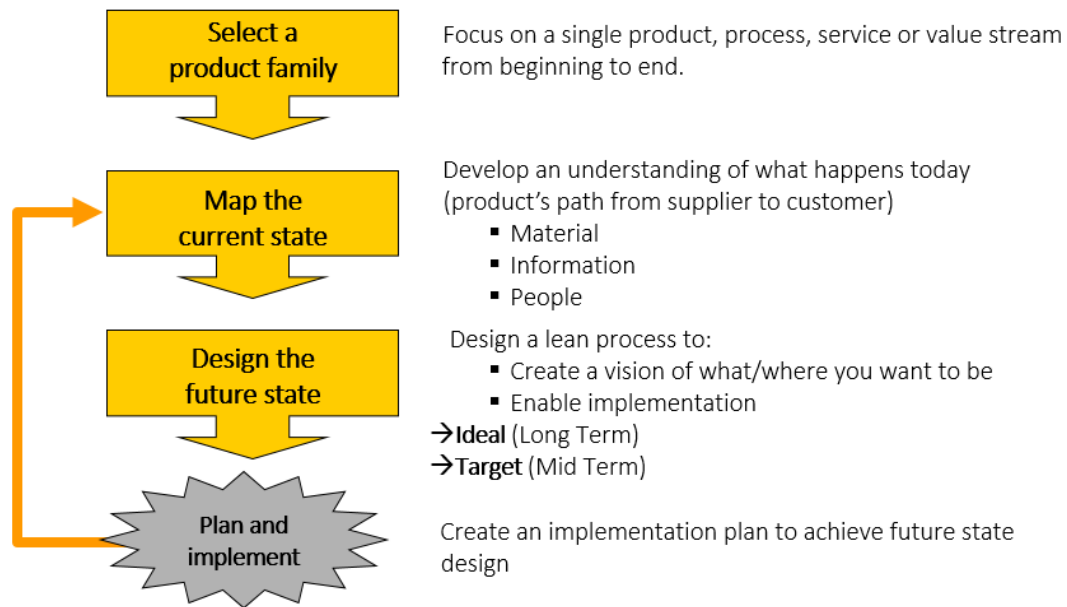 Select a
product family
Focus on a single product, process, service or value stream
from beginning to end.
Map the
current state
Develop an understanding of what happens today
(product’s path from supplier to customer)
▪ Material
▪ Information
▪ People
Design the
future state
Design a lean process to:
▪ Create a vision of what/where you want to be
▪ Enable implementation
→Ideal (Long Term)
→Target (Mid Term)
Plan and
implement
Create an implementation plan to achieve future state
design